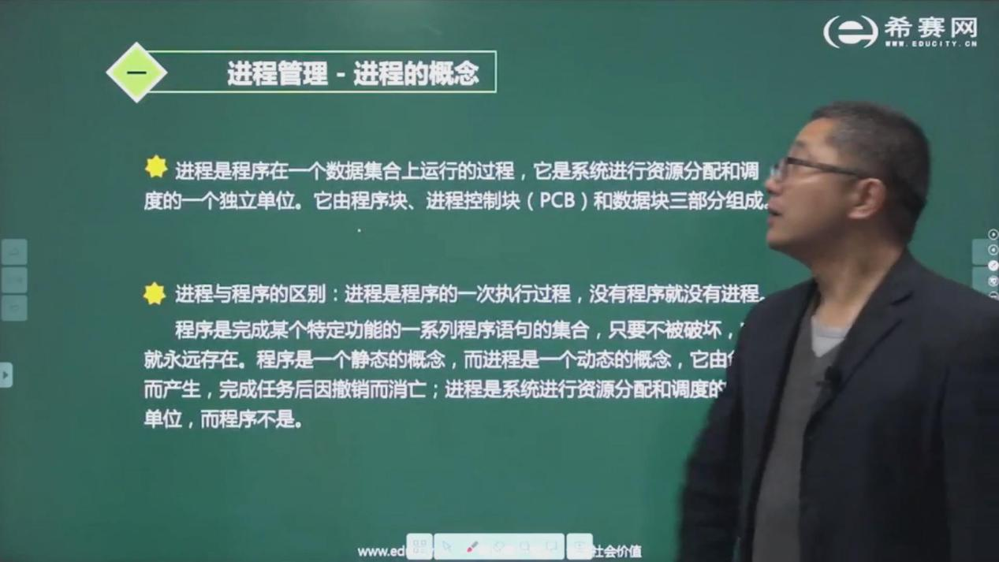 希赛网
WWW.EDUCITY.CN
一
进程管理 - 进程的概念
进程是程序在一个数据集合上运行的过程，它是系统进行资源分配和调
度的一个独立单位。它由程序块、进程控制块（PCB）和数据块三部分组成。
进程与程序的区别：进程是程序的一次执行过程，没有程序就没有进程。
程序是完成某个特定功能的一系列程序语句的集合，只要不被破坏，
就永远存在。程序是一个静态的概念，而进程是一个动态的概念，它由
而产生，完成任务后因撤销而消亡；进程是系统进行资源分配和调度的
单位，而程序不是。
www.ed
社会价值